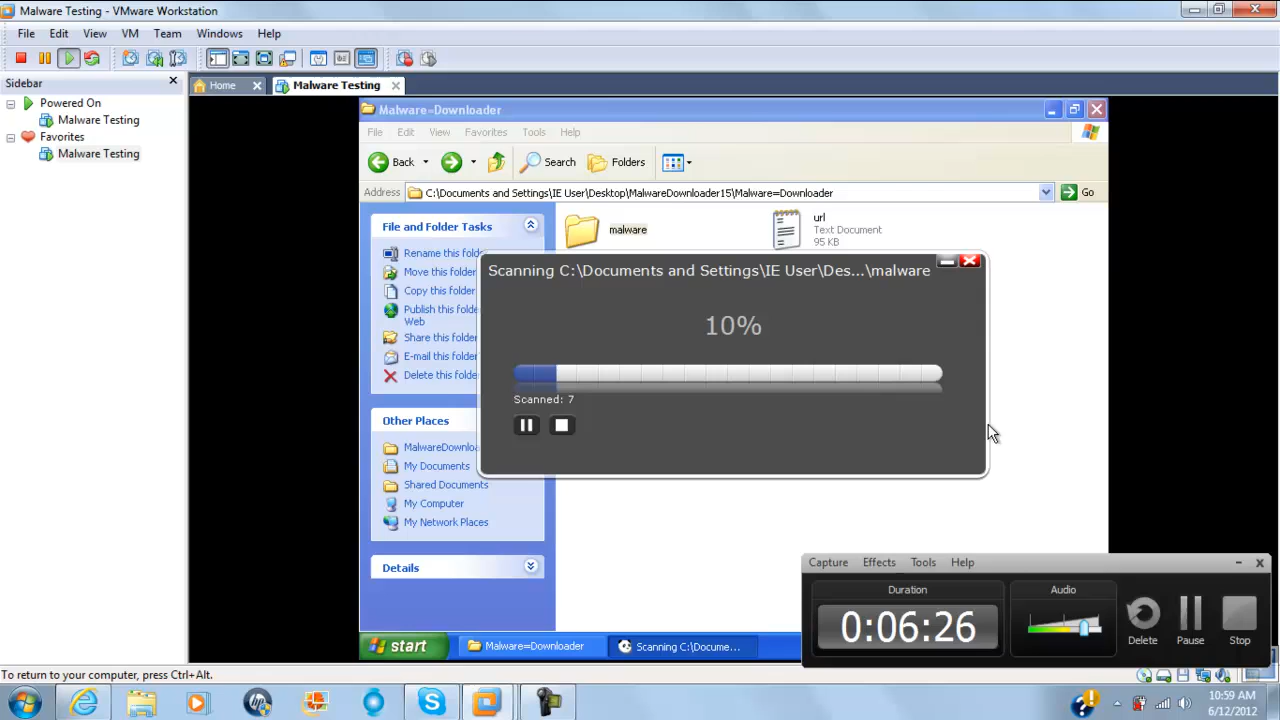 Malware Testing - VMware Workstation
File Edit View VM Team Windows Help
Sidebar
Powered On
Malware Testing
Favorites
Malware Testing
Home
Malware Testing
Malware=Downloader
File Edit View Favorites Tools Help
Back
Search
Folders
Address C:\Documents and Settings\IE User\Desktop\MalwareDownloader15\Malware=Downloader Go
File and Folder Tasks
Rename this folde
Move this folder
Copy this folder
Publish this folde
Web
Share this folder
E-mail this folder
Delete this folder
Other Places
MalwareDownloa
My Documents
Shared Documents
My Computer
My Network Places
Details
malware
url
Text Document
95 KB
Scanning C:\Documents and Settings\IE User\Des...\malware
10%
Scanned: 7
Capture Effects Tools Help
Duration
0:06:26
Audio
Delete
Pause
Stop
start
Malware=Downloader
Scanning C:\Docume...
To return to your computer, press Ctrl+Alt.
10:59 AM
6/12/2012